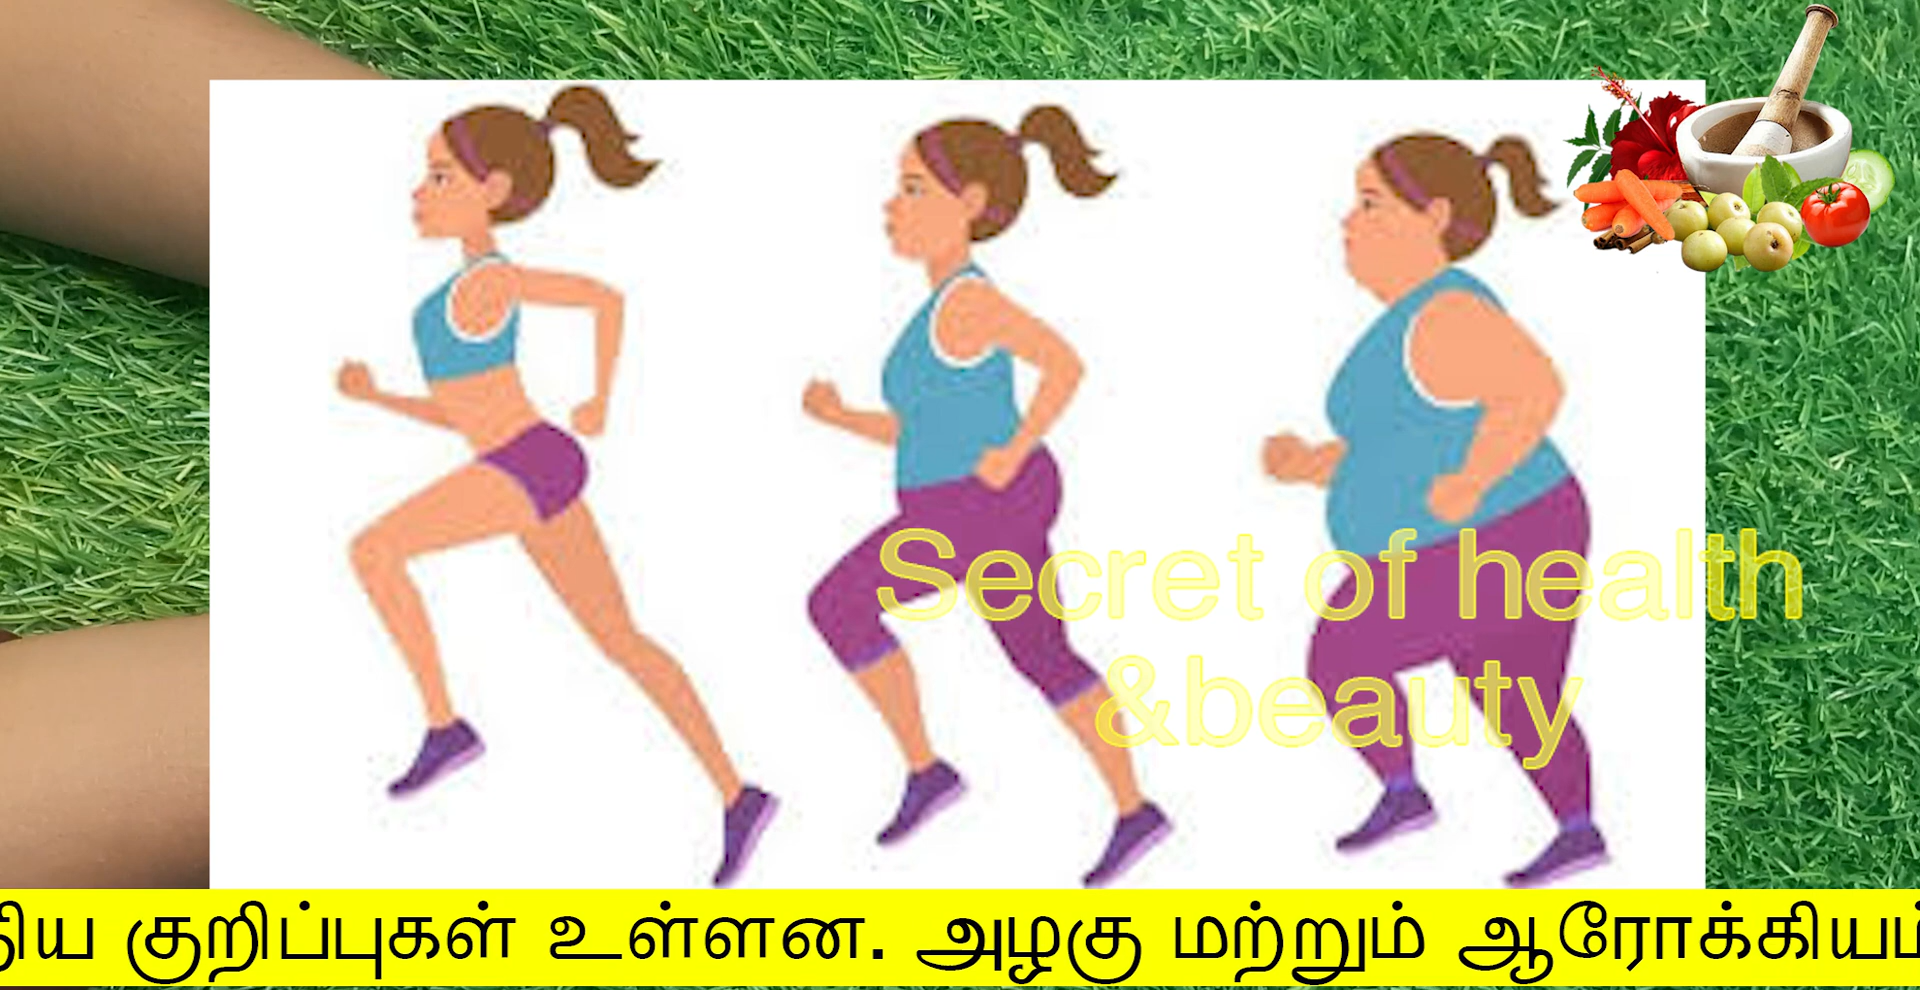 Secret of health
&beauty
குறிப்புகள் உள்ளன. அழகு மற்றும்